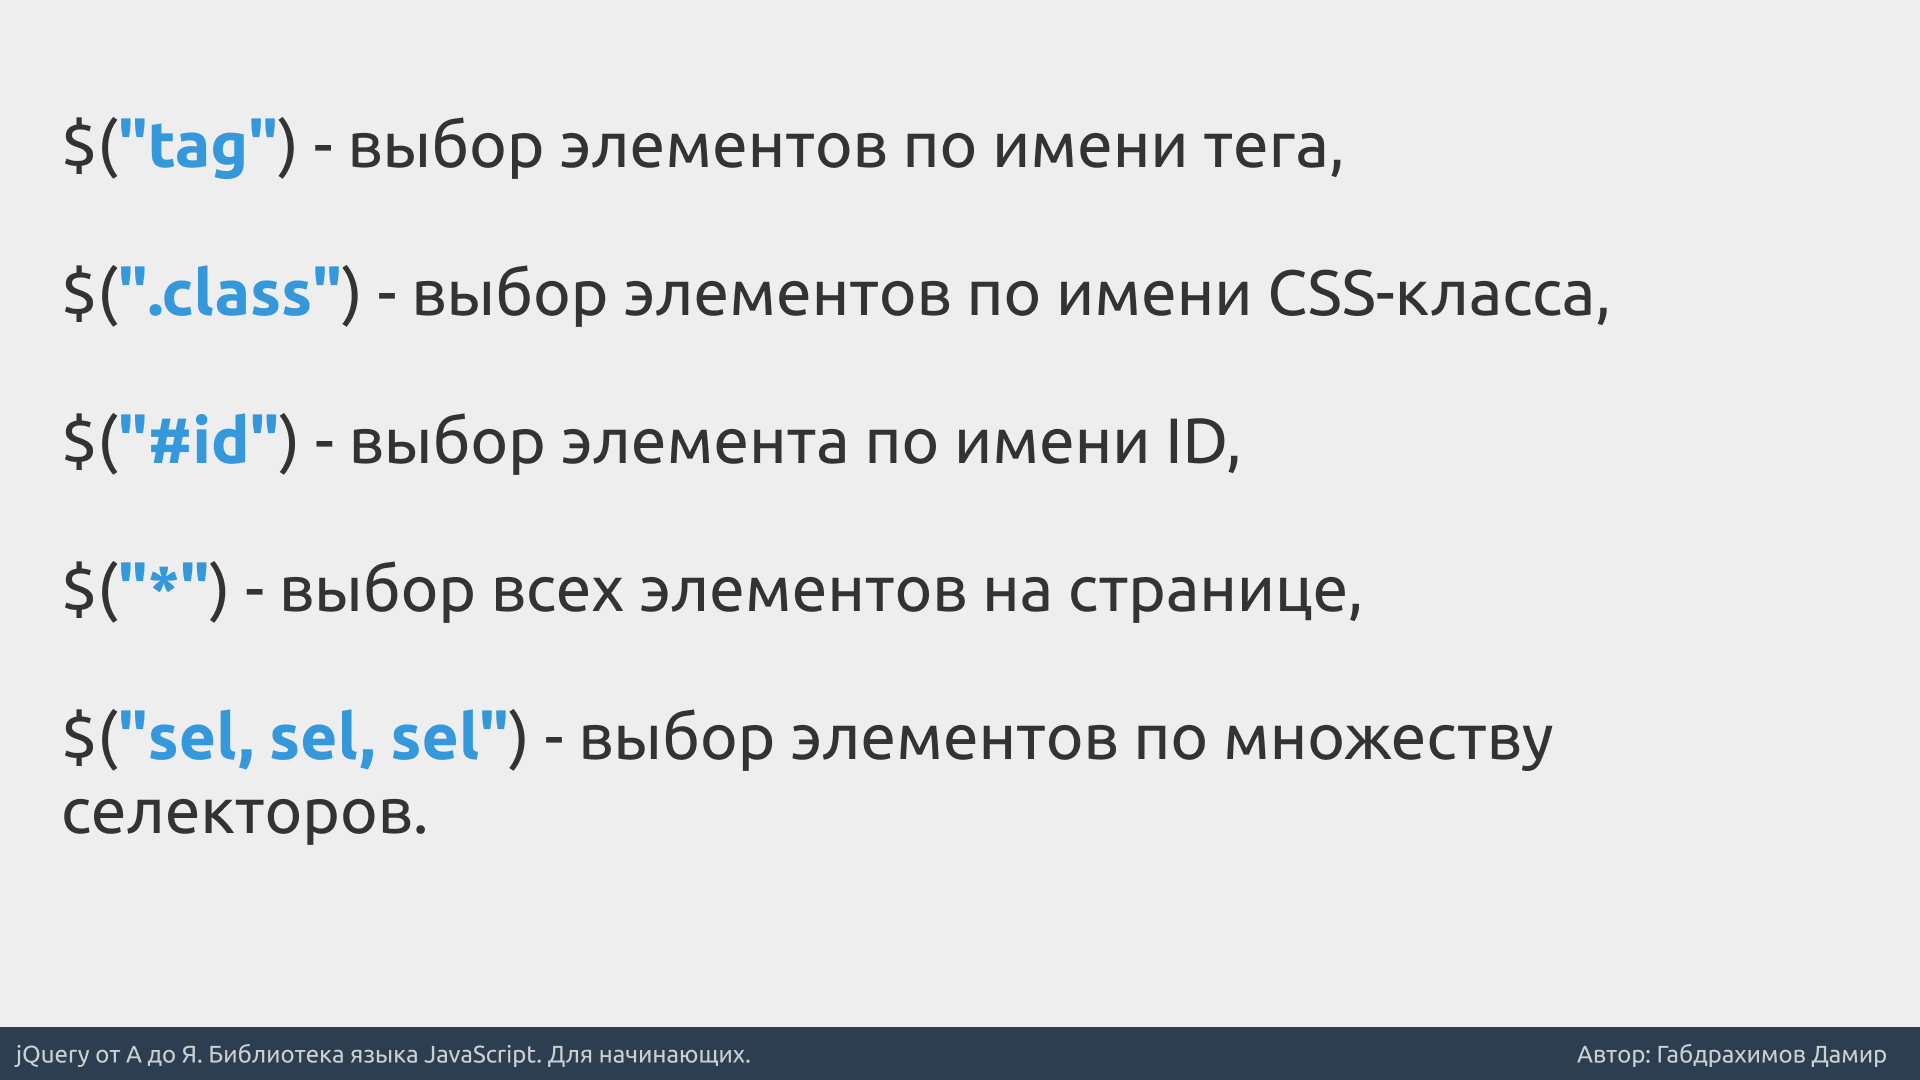 $("tag") - выбор элементов по имени тега,
$(".class") - выбор элементов по имени CSS-класса,
$("#id") - выбор элемента по имени ID,
$("*") - выбор всех элементов на странице,
$("sel, sel, sel") - выбор элементов по множеству
селекторов.
jQuery от А до Я. Библиотека языка JavaScript. Для начинающих.
Автор: Габдрахимов Дамир